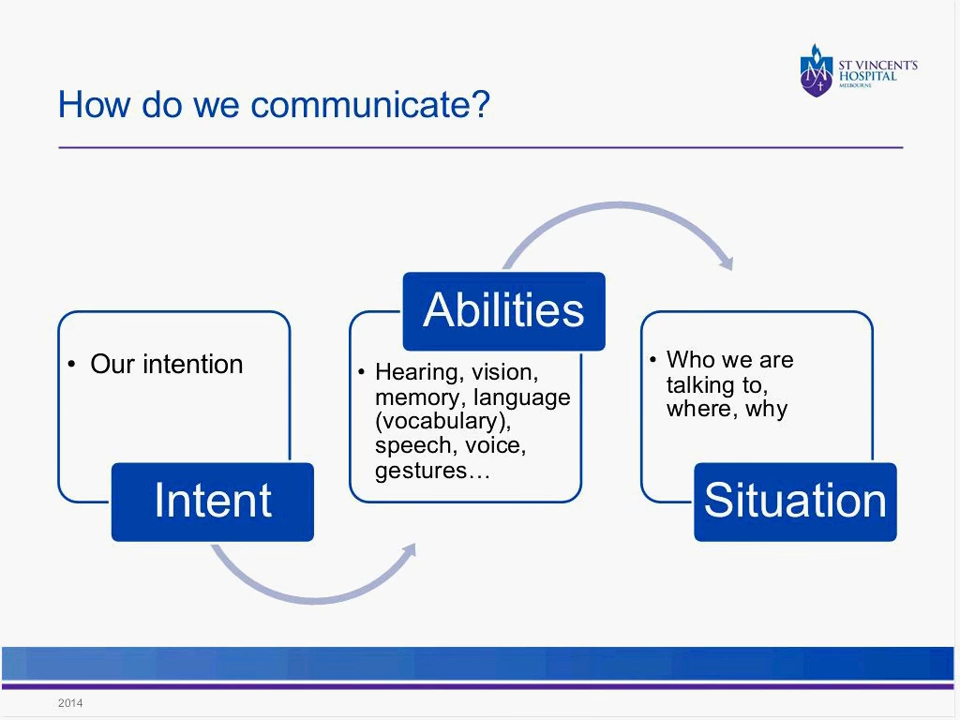 ST VINCENT'S
HOSPITAL
MELBOURNE
How do we communicate?
• Our intention
Intent
Abilities
• Hearing, vision,
memory, language
(vocabulary),
speech, voice,
gestures…
• Who we are
talking to,
where, why
Situation
2014